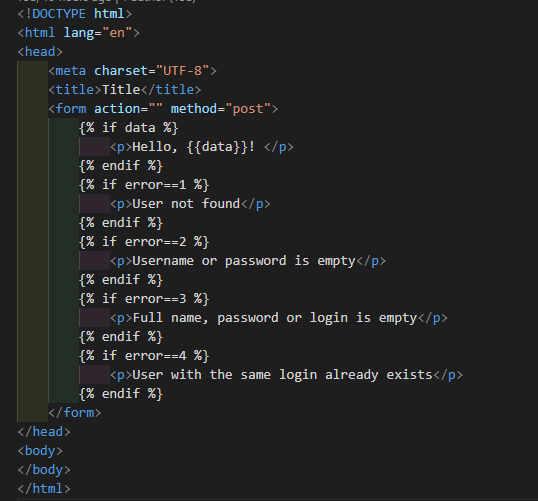 <!DOCTYPE html>
<html lang="en">
<head>
    <meta charset="UTF-8">
    <title>Title</title>
    <form action="" method="post">
        {% if data %}
            <p>Hello, {{data}}! </p>
        {% endif %}
        {% if error==1 %}
            <p>User not found</p>
        {% endif %}
        {% if error==2 %}
            <p>Username or password is empty</p>
        {% endif %}
        {% if error==3 %}
            <p>Full name, password or login is empty</p>
        {% endif %}
        {% if error==4 %}
            <p>User with the same login already exists</p>
        {% endif %}
    </form>
</head>
<body>
</body>
</html>